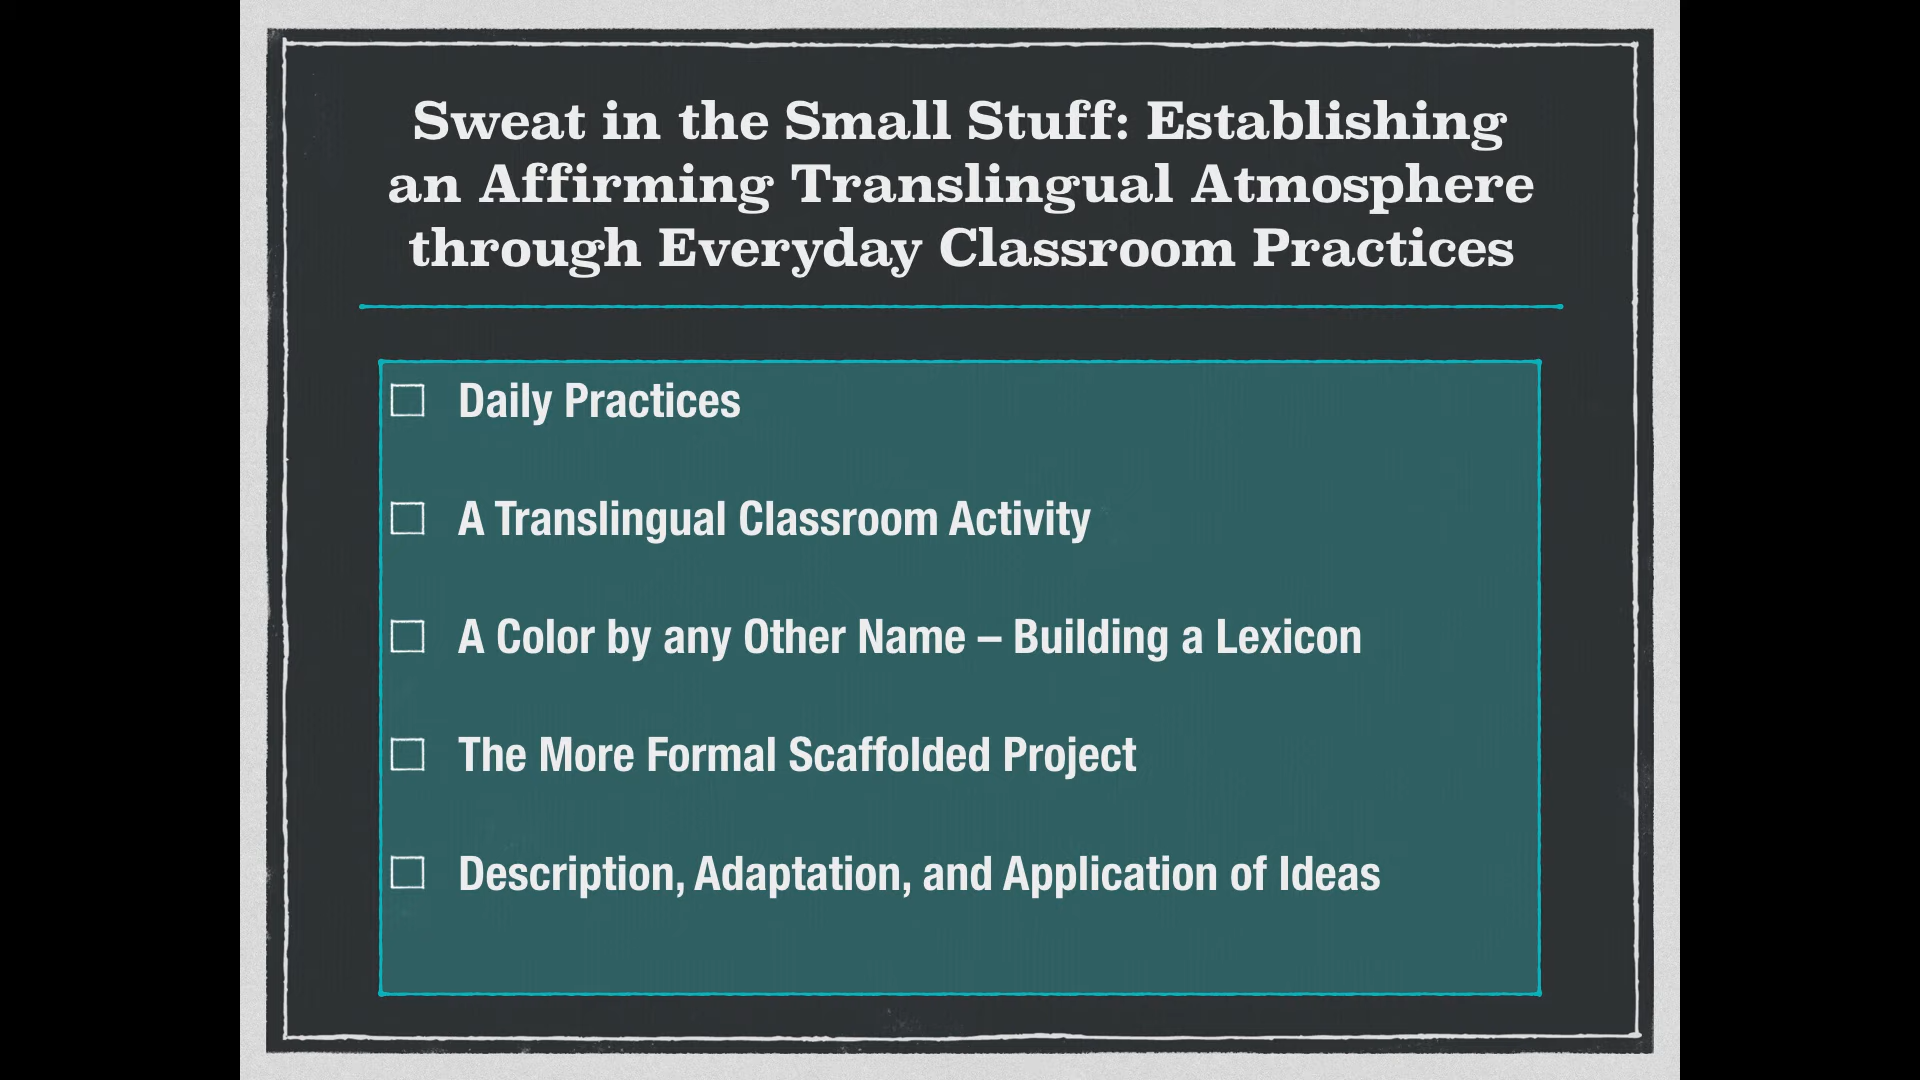 Sweat in the Small Stuff: Establishing
an Affirming Translingual Atmosphere
through Everyday Classroom Practices
Daily Practices
A Translingual Classroom Activity
A Color by any Other Name – Building a Lexicon
The More Formal Scaffolded Project
Description, Adaptation, and Application of Ideas